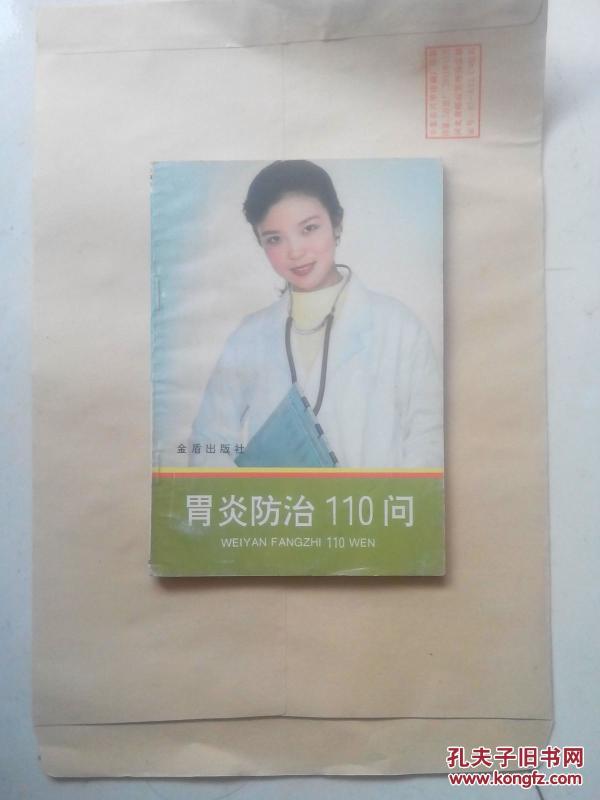 金盾出版社
胃炎防治 110 问
WEIYAN FANGZHI 110 WEN
孔夫子旧书网
www.kongfz.com